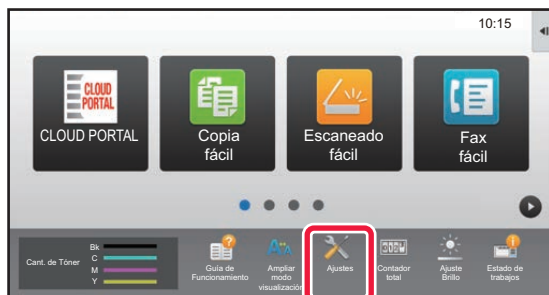 10:15
CLOUD
PORTAL
CLOUD PORTAL
Copia
fácil
Escaneado
fácil
Fax
fácil
Cant. de Tóner
Bk
C
M
Y
Guía de
Funcionamiento
Ampliar
modo
visualización
Ajustes
Contador
total
Ajuste
Brillo
Estado de
trabajos